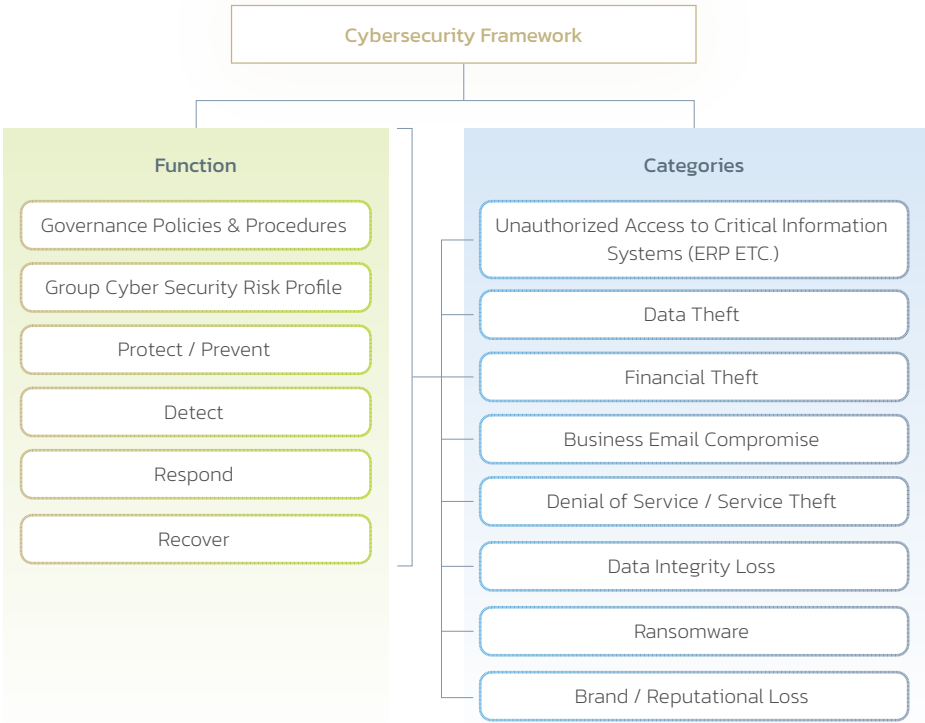 Cybersecurity Framework
Function
Governance Policies & Procedures
Group Cyber Security Risk Profile
Protect / Prevent
Detect
Respond
Recover
Categories
Unauthorized Access to Critical Information
Systems (ERP ETC.)
Data Theft
Financial Theft
Business Email Compromise
Denial of Service / Service Theft
Data Integrity Loss
Ransomware
Brand / Reputational Loss